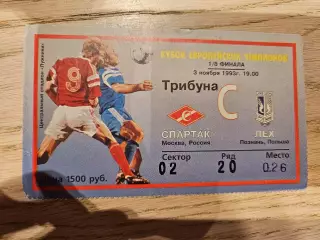 КУБОК ЕВРОПЕЙСКИХ ЧЕМПИОНОВ
1/8 ФИНАЛА
3 ноября 1993г. 19.00
Трибуна С
9
СПАРТАК
Москва, Россия
ЛЕХ
Познань, Польша
Сектор Ряд Место
02 20 026
1500 руб.